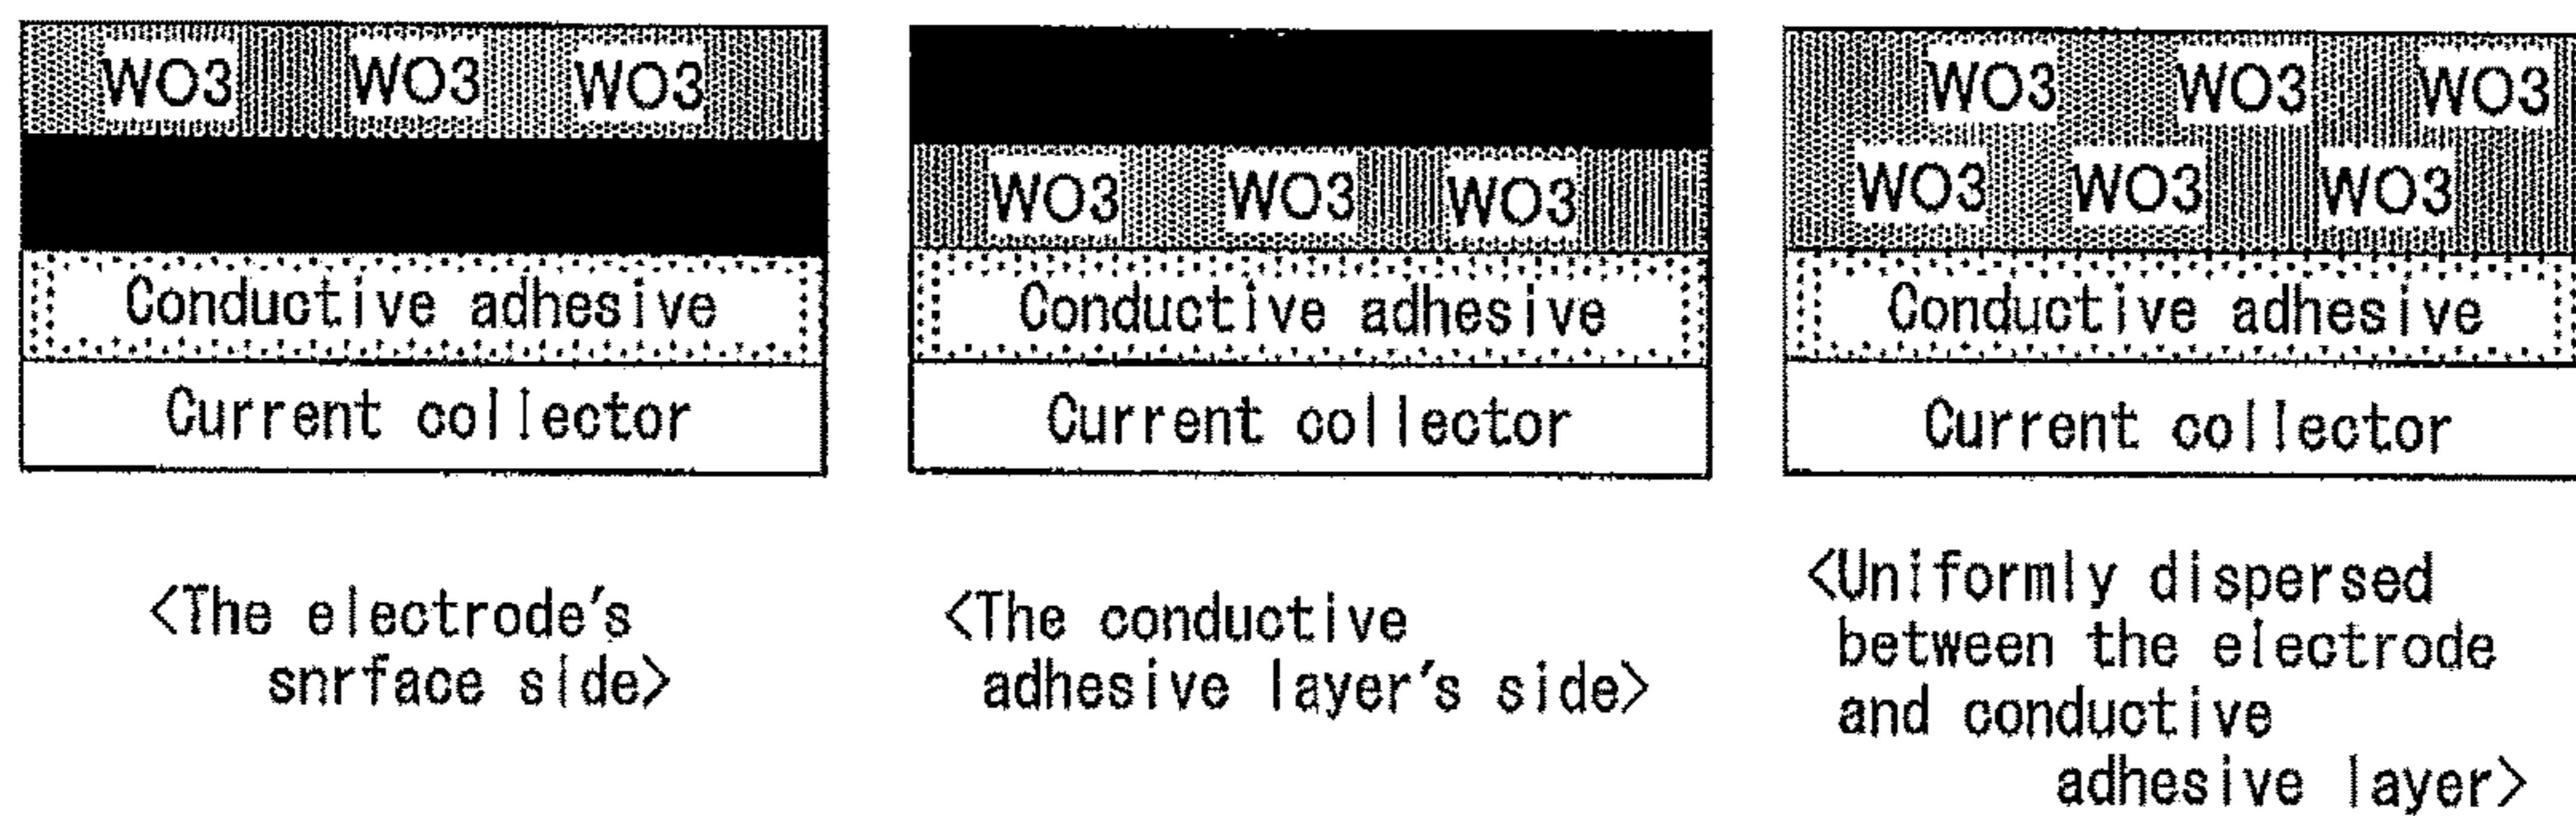 WO3 WO3 WO3
Conductive adhesive
Current collector
<The electrode's
snrface side>
WO3 WO3 WO3
Conductive adhesive
Current collector
<The conductive
adhesive layer's side>
WO3 WO3 WO3
WO3 WO3 WO3
Conductive adhesive
Current collector
<Uniformly dispersed
between the electrode
and conductive
adhesive layer>